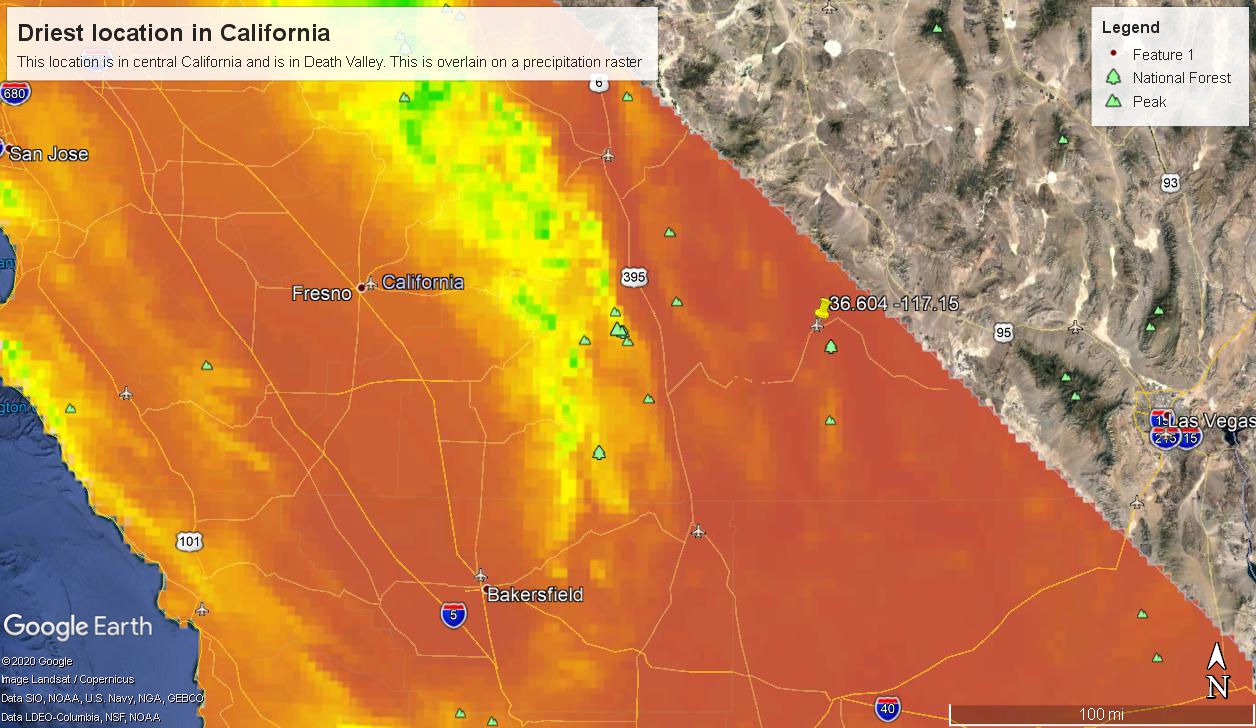 Driest location in California
This location is in central California and is in Death Valley. This is overlain on a precipitation raster
Legend
Feature 1
National Forest
Peak
6
680
San Jose
93
395
California
Fresno
36.604 -117.15
95
15
Las Vegas
215
15
101
Bakersfield
5
Google Earth
©2020 Google
Image Landsat / Copernicus
Data SIO, NOAA, U.S. Navy, NGA, GEBCO
Data LDEO-Columbia, NSF, NOAA
40
100 mi
N